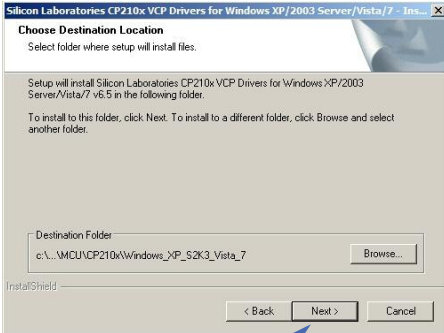 Silicon Laboratories CP210x VCP Drivers for Windows XP/2003 Server/Vista/7 - Ins...
Choose Destination Location
Select folder where setup will install files.
Setup will install Silicon Laboratories CP210x VCP Drivers for Windows XP/2003
Server/Vista/7 v6.5 in the following folder.
To install to this folder, click Next. To install to a different folder, click Browse and select
another folder.
Destination Folder
c:\...\MCU\CP210x\Windows_XP_S2K3_Vista_7
Browse...
InstallShield
< Back
Next >
Cancel